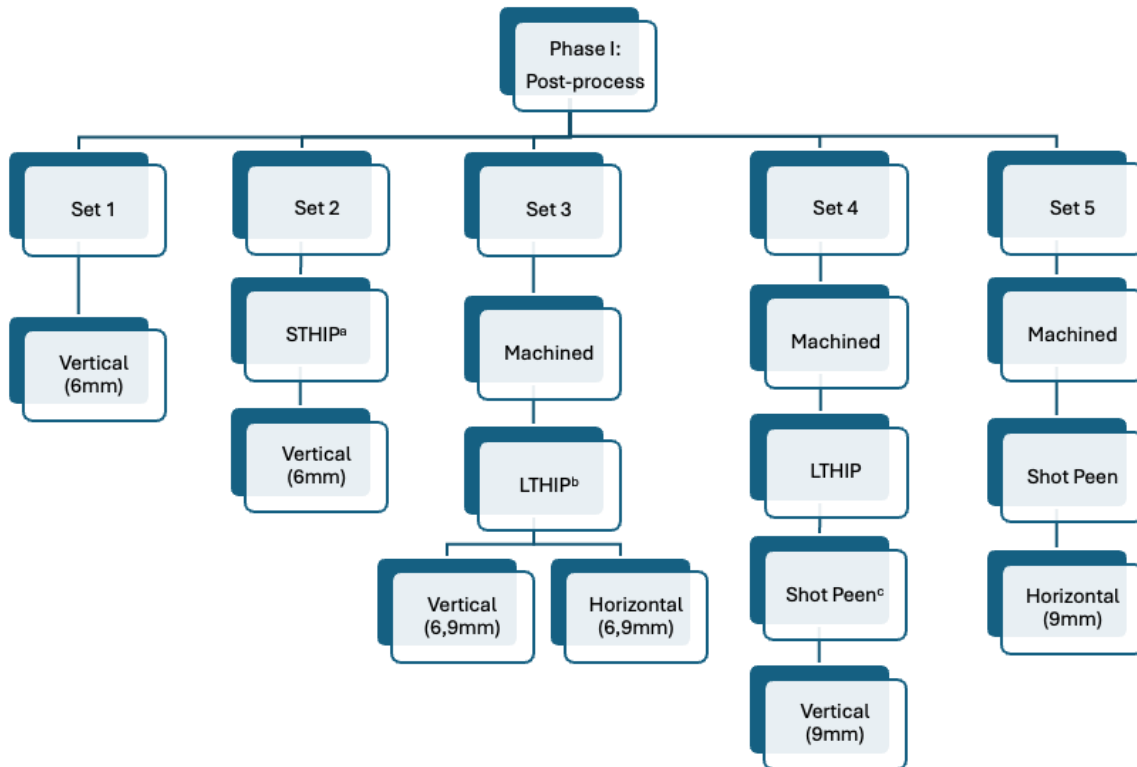 Phase I:
Post-process
Set 1
Set 2
Set 3
Set 4
Set 5
Vertical
(6mm)
STHIPᵃ
Vertical
(6mm)
Machined
LTHIPᵇ
Vertical
(6,9mm)
Horizontal
(6,9mm)
Machined
LTHIP
Shot Peenᶜ
Vertical
(9mm)
Machined
Shot Peen
Horizontal
(9mm)